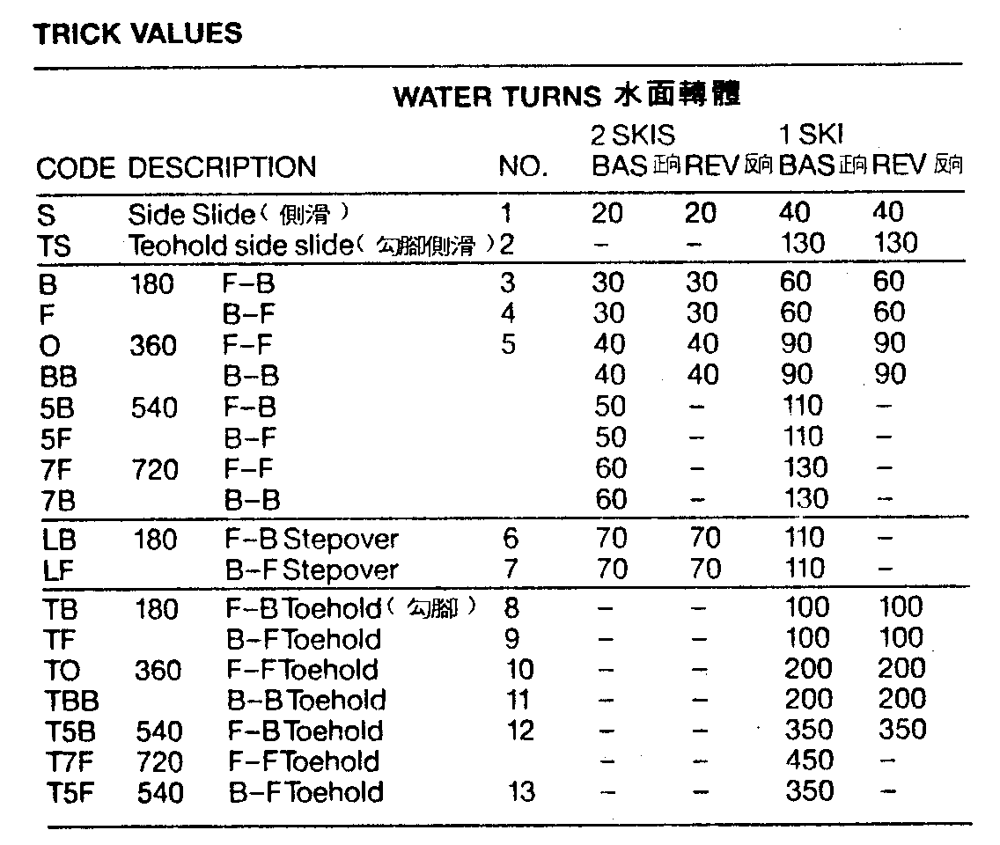 TRICK VALUES
WATER TURNS 水面轉體
2 SKIS 1 SKI
CODE DESCRIPTION NO. BAS 正向 REV 反向 BAS 正向 REV 反向
S Side Slide ( 側滑 ) 1 20 20 40 40
TS Teohold side slide ( 勾腳側滑 ) 2 – – 130 130
B 180 F–B 3 30 30 60 60
F B–F 4 30 30 60 60
O 360 F–F 5 40 40 90 90
BB B–B 40 40 90 90
5B 540 F–B 50 – 110 –
5F B–F 50 – 110 –
7F 720 F–F 60 – 130 –
7B B–B 60 – 130 –
LB 180 F–B Stepover 6 70 70 110 –
LF B–F Stepover 7 70 70 110 –
TB 180 F–B Toehold ( 勾腳 ) 8 – – 100 100
TF B–F Toehold 9 – – 100 100
TO 360 F–F Toehold 10 – – 200 200
TBB B–B Toehold 11 – – 200 200
T5B 540 F–B Toehold 12 – – 350 350
T7F 720 F–F Toehold – – 450 –
T5F 540 B–F Toehold 13 – – 350 –